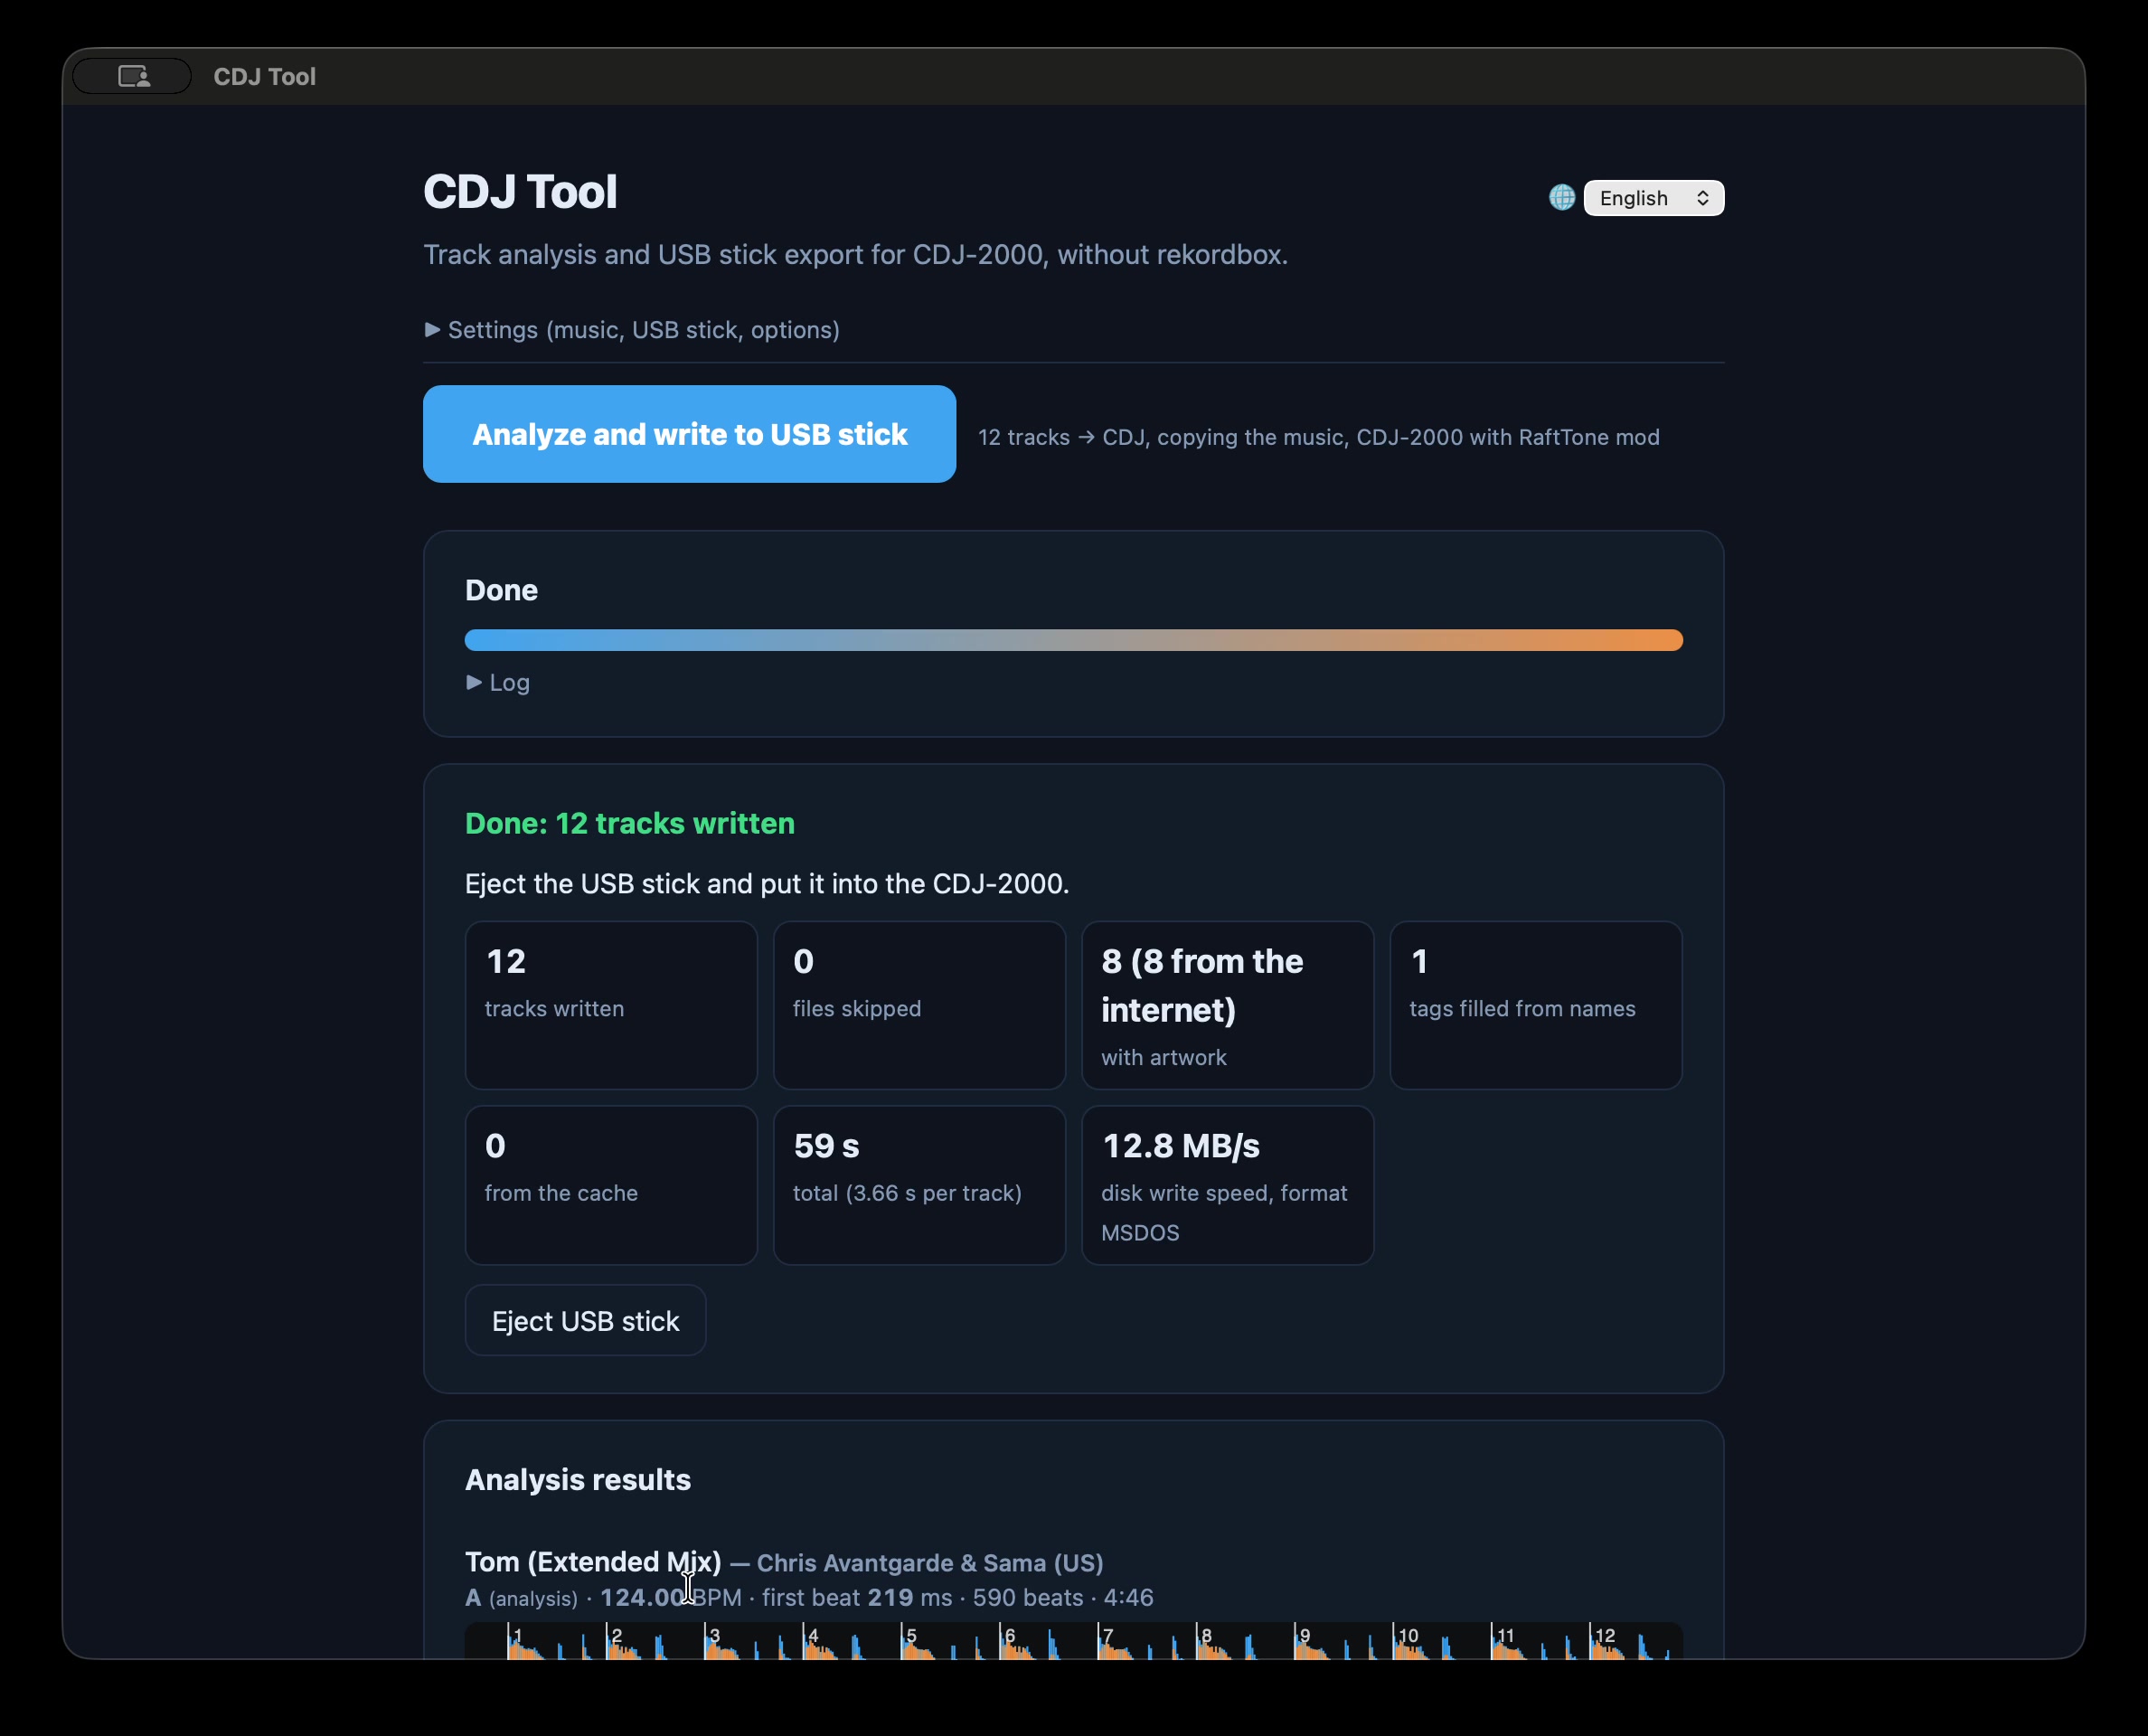 CDJ Tool
CDJ Tool
English
Track analysis and USB stick export for CDJ-2000, without rekordbox.
▶ Settings (music, USB stick, options)
Analyze and write to USB stick
12 tracks → CDJ, copying the music, CDJ-2000 with RaftTone mod
Done
▶ Log
Done: 12 tracks written
Eject the USB stick and put it into the CDJ-2000.
12
tracks written
0
files skipped
8 (8 from the
internet)
with artwork
1
tags filled from names
0
from the cache
59 s
total (3.66 s per track)
12.8 MB/s
disk write speed, format
MSDOS
Eject USB stick
Analysis results
Tom (Extended Mix) — Chris Avantgarde & Sama (US)
A (analysis) · 124.00 BPM · first beat 219 ms · 590 beats · 4:46
1 2 3 4 5 6 7 8 9 10 11 12